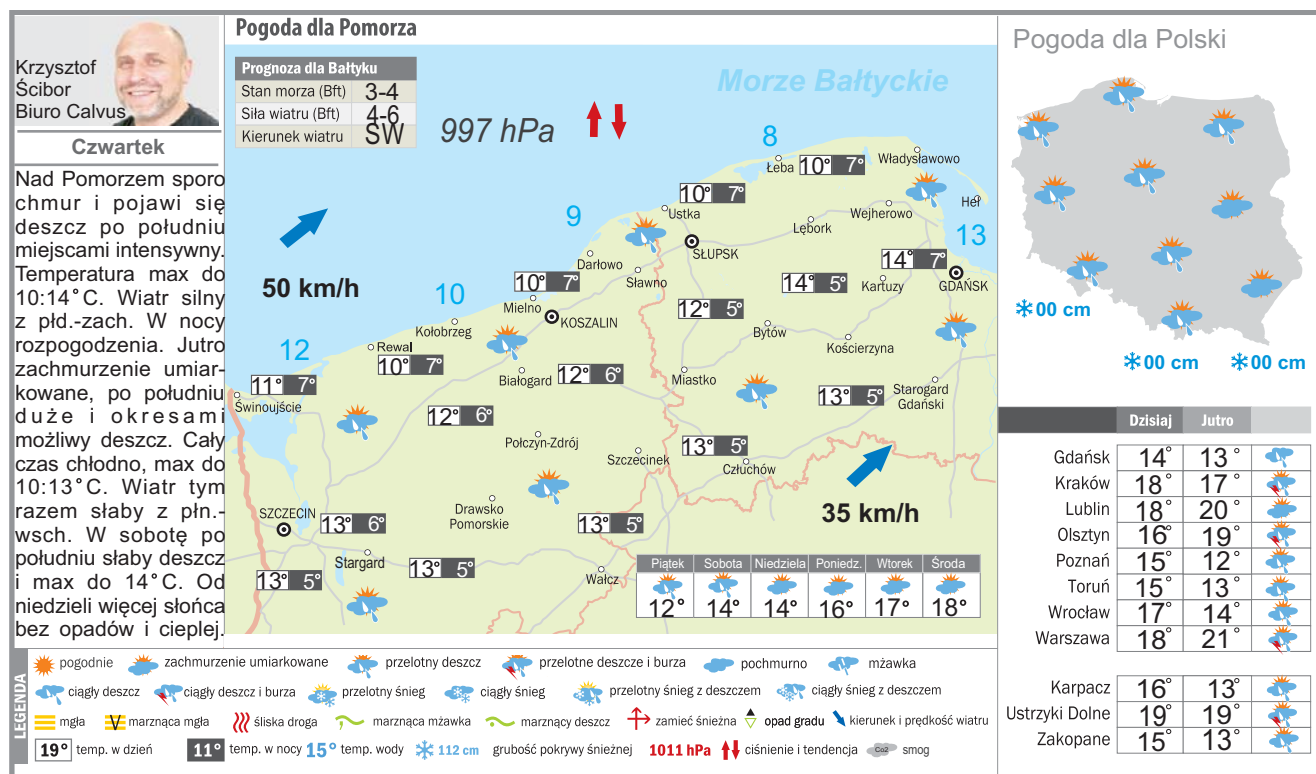 Krzysztof
Ścibor
Biuro Calvus
Czwartek
Nad Pomorzem sporo
chmur i pojawi się
deszcz po południu
miejscami intensywny.
Temperatura max do
10:14°C. Wiatr silny
z płd.-zach. W nocy
rozpogodzenia. Jutro
zachmurzenie umiar-
kowane, po południu
duże i okresami
możliwy deszcz. Cały
czas chłodno, max do
10:13°C. Wiatr tym
razem słaby z płn.-
wsch. W sobotę po
południu słaby deszcz
i max do 14°C. Od
niedzieli więcej słońca
bez opadów i cieplej.
Pogoda dla Pomorza
Prognoza dla Bałtyku
Stan morza (Bft) 3-4
Siła wiatru (Bft) 4-6
Kierunek wiatru SW
997 hPa
Morze Bałtyckie
8
Łeba 10° 7°
Władysławowo
10° 7°
Ustka
Wejherowo
Hel
9
Lębork
13
SŁUPSK
14° 7°
Darłowo
10° 7°
Sławno
14° 5°
Kartuzy
GDAŃSK
50 km/h
Mielno
10
KOSZALIN
12° 5°
Kołobrzeg
Bytów
Kościerzyna
12
Rewal
10° 7°
Białogard
12° 6°
Miastko
11° 7°
Świnoujście
13° 5°
Starogard
Gdański
12° 6°
Połczyn-Zdrój
13° 5°
Szczecinek
Człuchów
Drawsko
Pomorskie
35 km/h
SZCZECIN
13° 6°
13° 5°
Stargard
13° 5°
13° 5°
Wałcz
Piątek Sobota Niedziela Poniedz. Wtorek Środa
12° 14° 14° 16° 17° 18°
Pogoda dla Polski
00 cm
00 cm
00 cm
Dzisiaj Jutro
Gdańsk 14° 13°
Kraków 18° 17°
Lublin 18° 20°
Olsztyn 16° 19°
Poznań 15° 12°
Toruń 15° 13°
Wrocław 17° 14°
Warszawa 18° 21°
Karpacz 16° 13°
Ustrzyki Dolne 19° 19°
Zakopane 15° 13°
LEGENDA
pogodnie zachmurzenie umiarkowane przelotny deszcz przelotne deszcze i burza pochmurno mżawka
ciągły deszcz ciągły deszcz i burza przelotny śnieg ciągły śnieg przelotny śnieg z deszczem ciągły śnieg z deszczem
mgła marznąca mgła śliska droga marznąca mżawka marznący deszcz zamieć śnieżna opad gradu kierunek i prędkość wiatru
19° temp. w dzień 11° temp. w nocy 15° temp. wody 112 cm grubość pokrywy śnieżnej 1011 hPa ciśnienie i tendencja Co2 smog